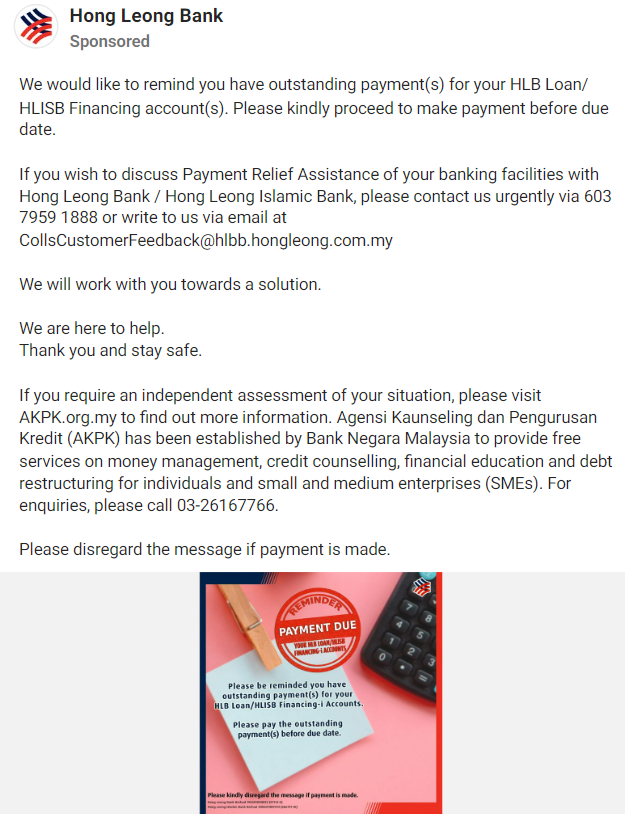 Hong Leong Bank
Sponsored
We would like to remind you have outstanding payment(s) for your HLB Loan/
HLISB Financing account(s). Please kindly proceed to make payment before due
date.
If you wish to discuss Payment Relief Assistance of your banking facilities with
Hong Leong Bank / Hong Leong Islamic Bank, please contact us urgently via 603
7959 1888 or write to us via email at
CollsCustomerFeedback@hlbb.hongleong.com.my
We will work with you towards a solution.
We are here to help.
Thank you and stay safe.
If you require an independent assessment of your situation, please visit
AKPK.org.my to find out more information. Agensi Kaunseling dan Pengurusan
Kredit (AKPK) has been established by Bank Negara Malaysia to provide free
services on money management, credit counselling, financial education and debt
restructuring for individuals and small and medium enterprises (SMEs). For
enquiries, please call 03-26167766.
Please disregard the message if payment is made.
REMINDER
PAYMENT DUE
YOUR HLB LOAN/HLISB
FINANCING-i ACCOUNTS
7 8
4 5
1 2 3
0 • =
Please be reminded you have
outstanding payment(s) for your
HLB Loan/HLISB Financing-i Accounts.
Please pay the outstanding
payment(s) before due date.
Please kindly disregard the message if payment is made.